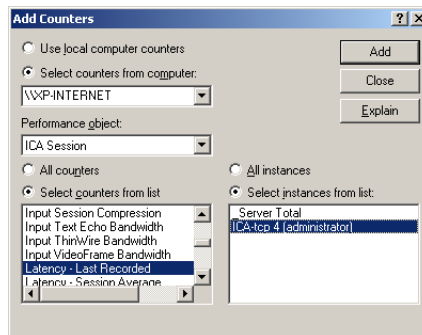 Add Counters
Use local computer counters
Select counters from computer:
\\XP-INTERNET
Performance object:
ICA Session
All counters
Select counters from list
Input Session Compression
Input Text Echo Bandwidth
Input ThinWire Bandwidth
Input VideoFrame Bandwidth
Latency - Last Recorded
Latency - Session Average
All instances
Select instances from list:
_Server Total
ICA-tcp 4 (administrator)
Add
Close
Explain